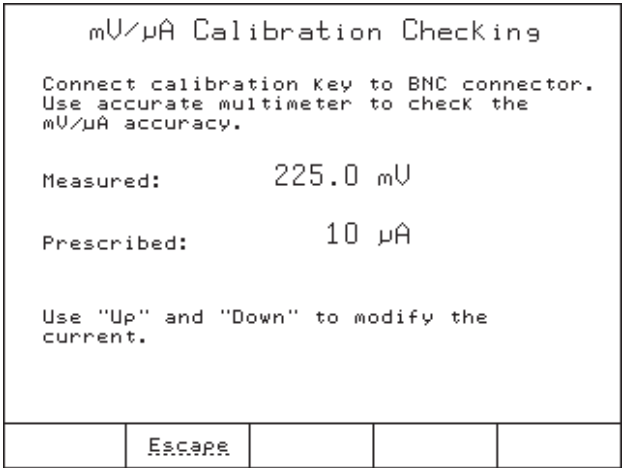 mV/µA Calibration Checking
Connect calibration Key to BNC connector.
Use accurate multimeter to check the
mV/µA accuracy.
Measured: 225.0 mV
Prescribed: 10 µA
Use "Up" and "Down" to modify the
current.
Escape